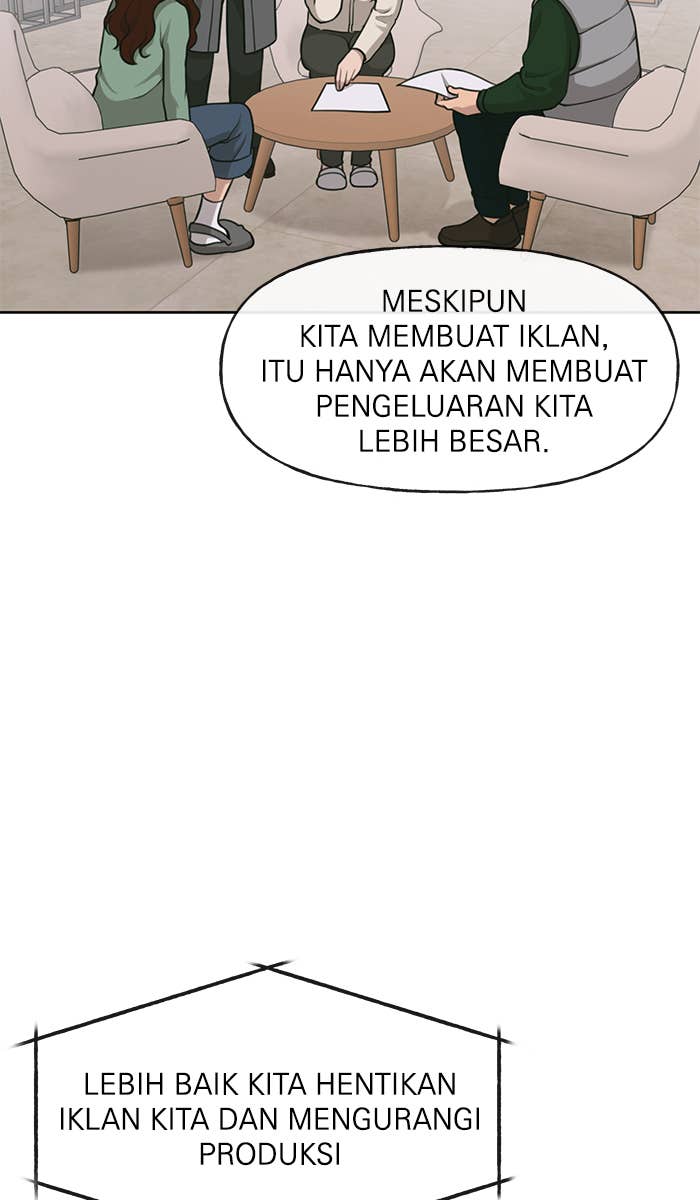 MESKIPUN
KITA MEMBUAT IKLAN,
ITU HANYA AKAN MEMBUAT
PENGELUARAN KITA
LEBIH BESAR.
LEBIH BAIK KITA HENTIKAN
IKLAN KITA DAN MENGURANGI
PRODUKSI